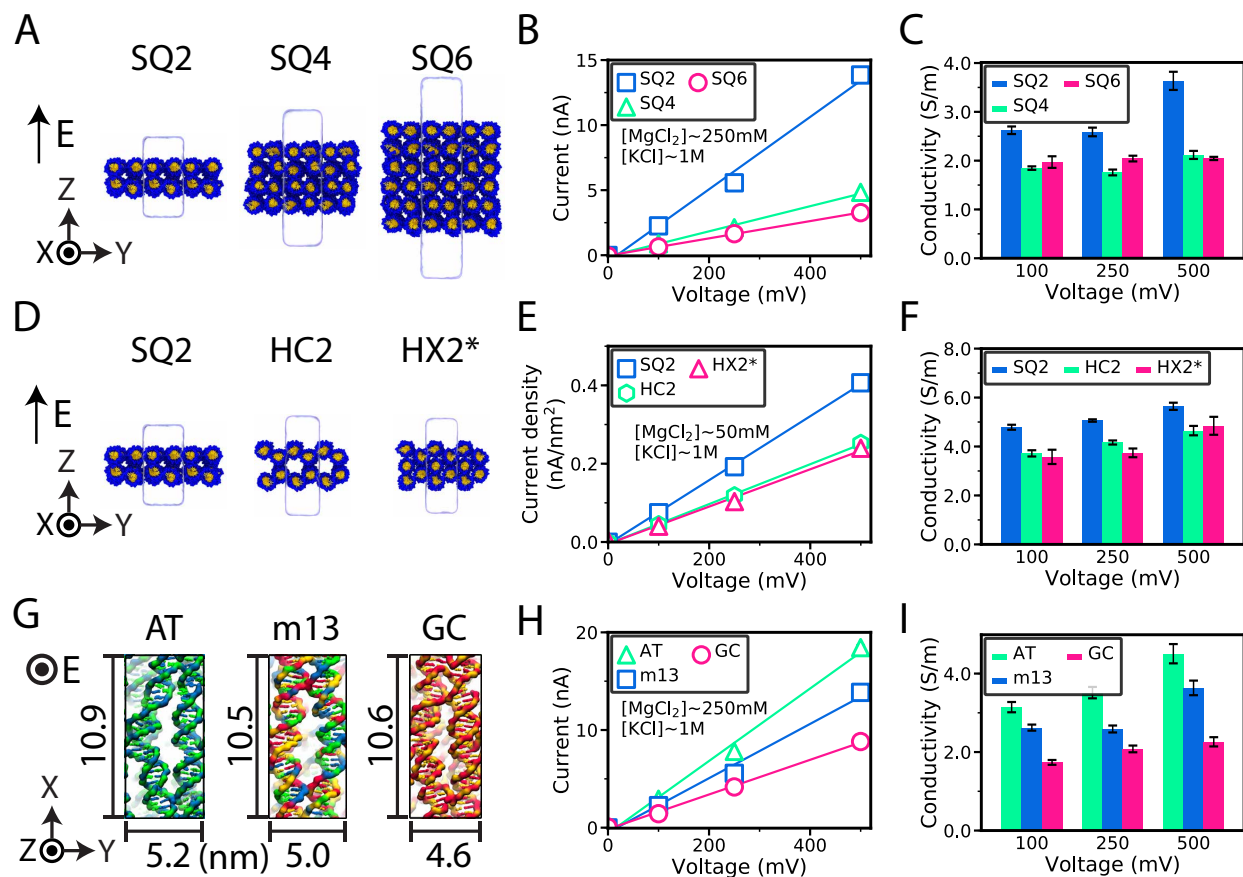 A
SQ2 SQ4 SQ6
E
Z
X Y
B
Current (nA)
15
10
5
0
SQ2 SQ6
SQ4
[MgCl2]~250mM
[KCl]~1M
0 200 400
Voltage (mV)
C
Conductivity (S/m)
4.0
3.0
2.0
1.0
0.0
SQ2 SQ6
SQ4
100 250 500
Voltage (mV)
D
SQ2 HC2 HX2*
E
Z
X Y
E
Current density
(nA/nm²)
0.4
0.2
0.0
SQ2 HX2*
HC2
[MgCl2]~50mM
[KCl]~1M
0 200 400
Voltage (mV)
F
Conductivity (S/m)
8.0
6.0
4.0
2.0
0.0
SQ2 HC2 HX2*
100 250 500
Voltage (mV)
G
AT m13 GC
E
10.9 10.5 10.6
X
Z Y
5.2 (nm) 5.0 4.6
H
Current (nA)
20
10
0
AT GC
m13
[MgCl2]~250mM
[KCl]~1M
0 200 400
Voltage (mV)
I
Conductivity (S/m)
4.0
2.0
0.0
AT GC
m13
100 250 500
Voltage (mV)